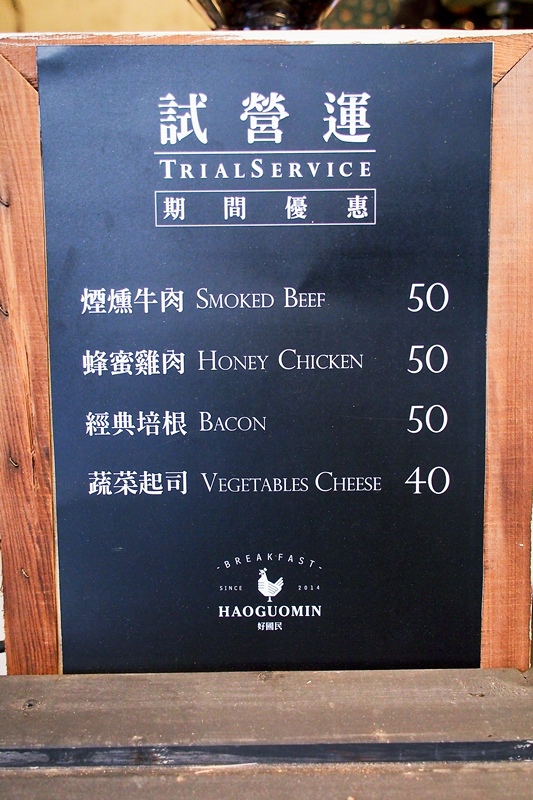 試營運
TRIALSERVICE
期間優惠
煙燻牛肉 SMOKED BEEF 50
蜂蜜雞肉 HONEY CHICKEN 50
經典培根 BACON 50
蔬菜起司 VEGETABLES CHEESE 40
-BREAKFAST-
SINCE 2014
HAOGUOMIN
好國民